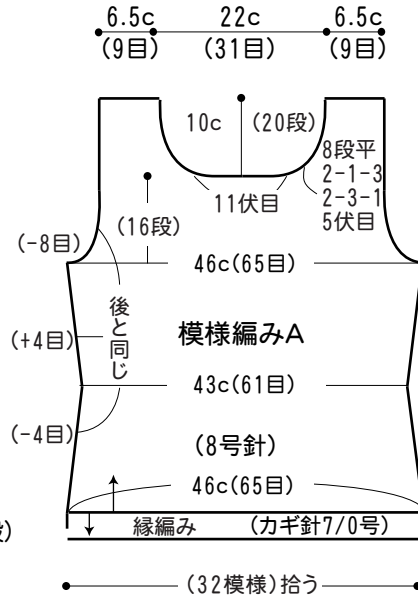 6.5c 22c 6.5c
(9目) (31目) (9目)
10c (20段)
8段平
2-1-3
2-3-1
5伏目
11伏目
(16段)
(-8目)
46c(65目)
後と同じ
(+4目)
模様編みA
43c(61目)
(-4目)
(8号針)
46c(65目)
縁編み (カギ針7/0号)
(32模様)拾う